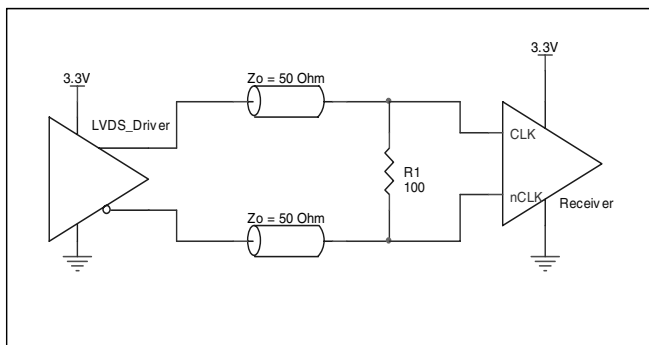 Zo = 50 Ohm
3.3V
3.3V
LVDS_Driver
CLK
R1
100
nCLK
Receiver
Zo = 50 Ohm